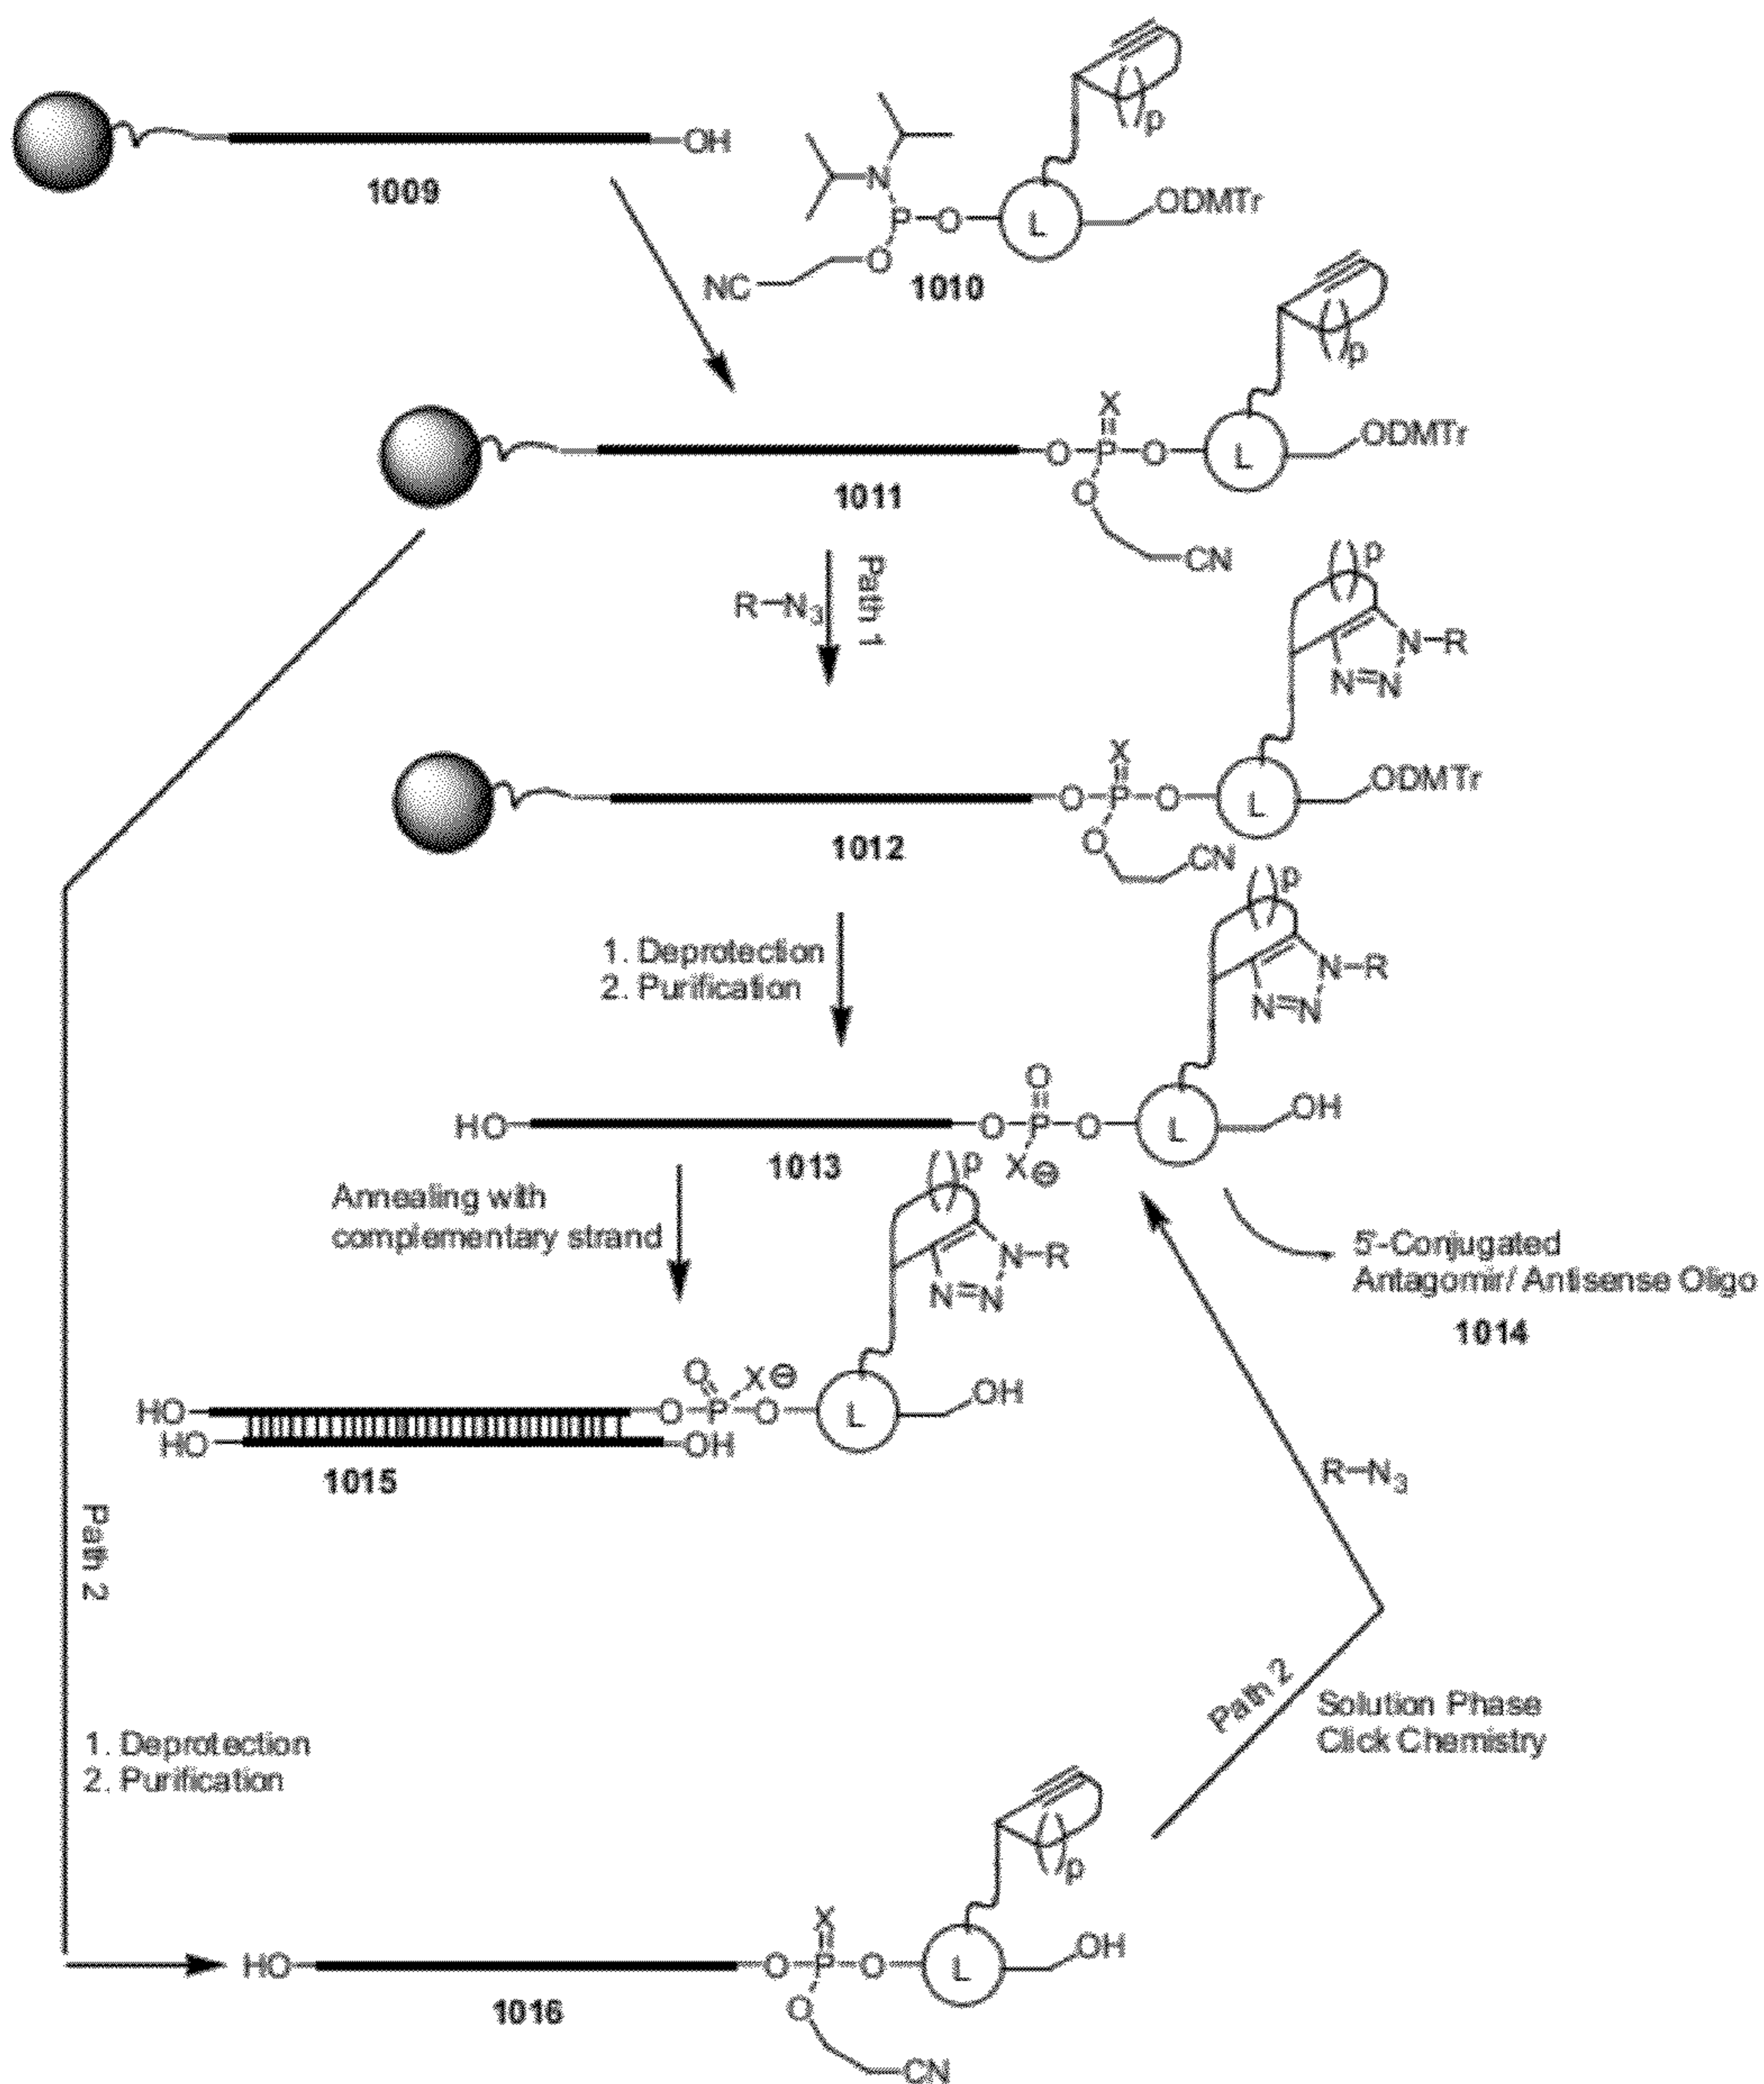 OH
1009
( )p
N
P-O
L
ODMTr
O
NC
1010
( )p
X
O-P-O
L
ODMTr
O
CN
1011
R-N3
Path 1
( )p
N-R
N=N
X
O-P-O
L
ODMTr
O
CN
1012
1. Deprotection
2. Purification
( )p
N-R
N=N
O
HO
O-P-O
L
OH
X⊖
1013
Annealing with
complementary strand
( )p
N-R
N=N
5'-Conjugated
Antagomir/ Antisense Oligo
1014
O
X⊖
HO
O-P-O
L
OH
HO
OH
1015
R-N3
Path 2
Path 2
Solution Phase
Click Chemistry
1. Deprotection
2. Purification
( )p
X
HO
O-P-O
L
OH
O
CN
1016